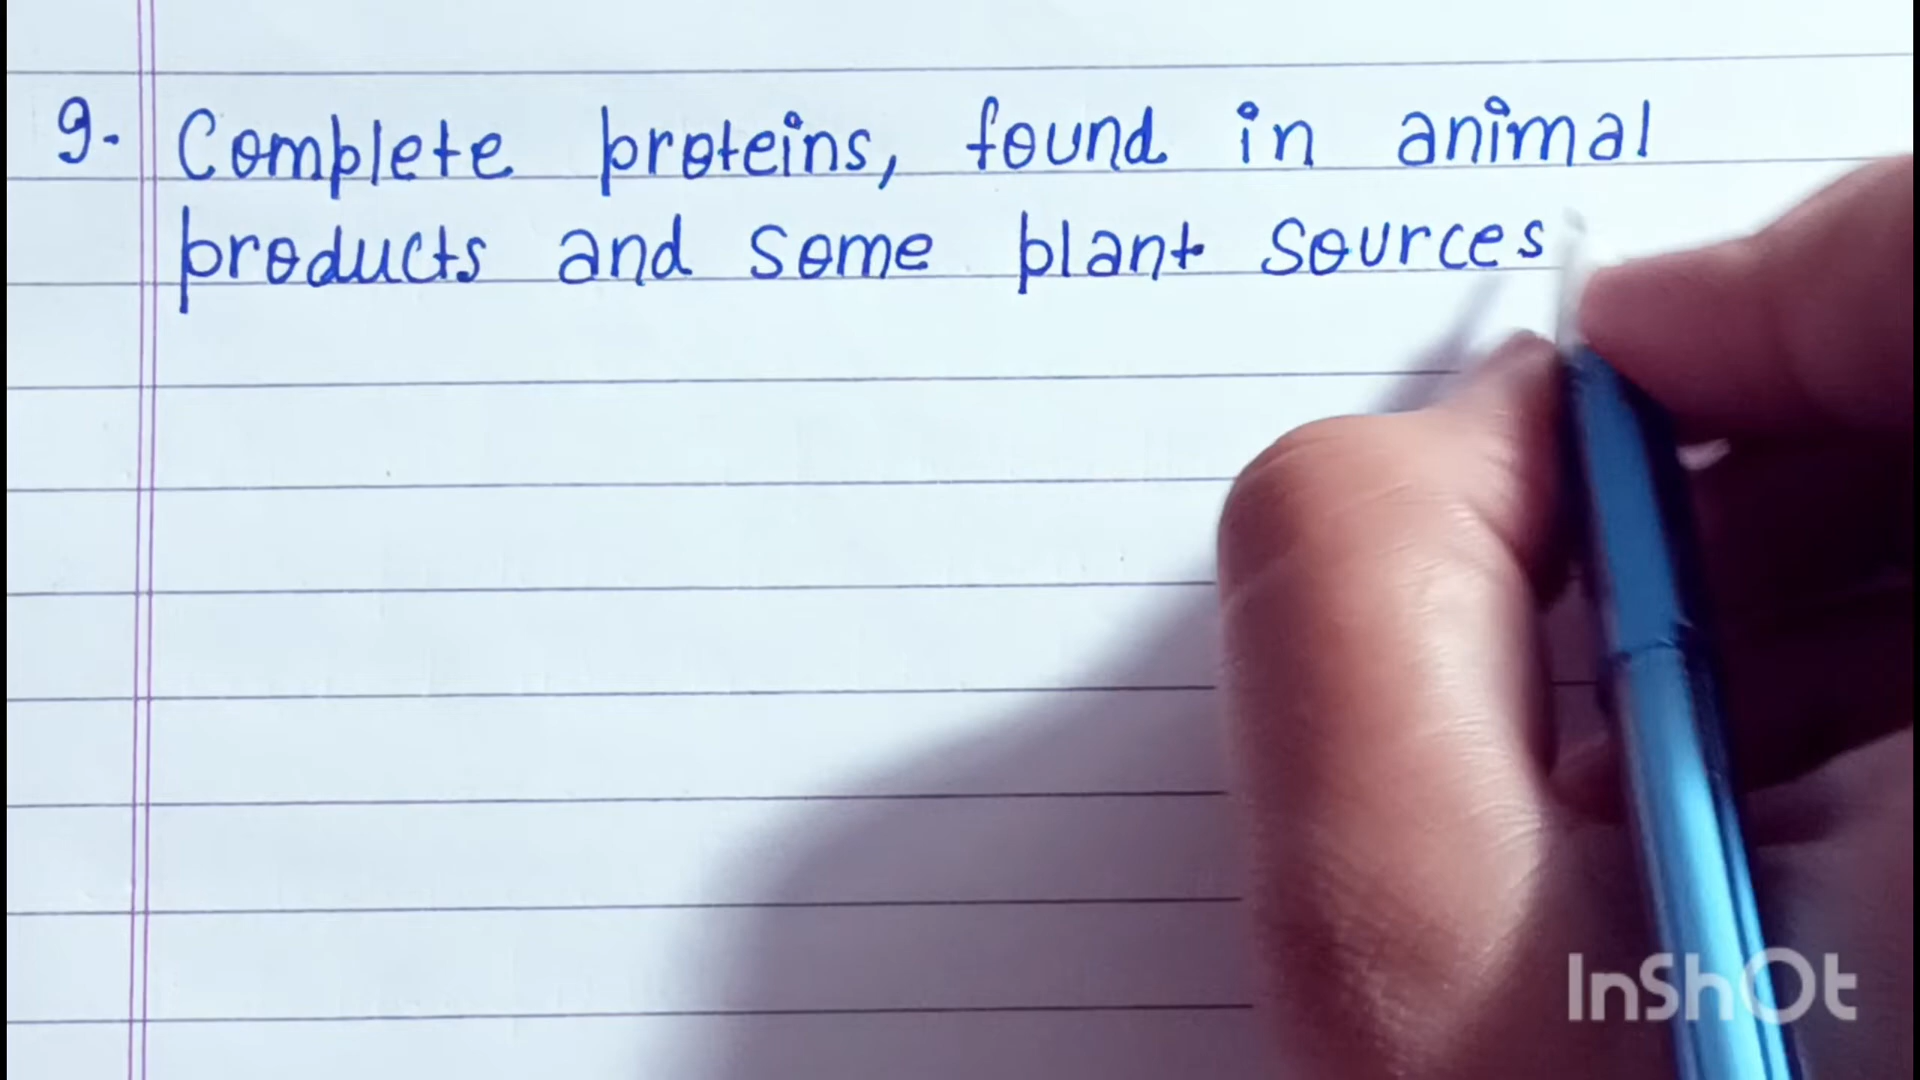 9. Complete proteins, found in animal
products and some plant sources
InShOt